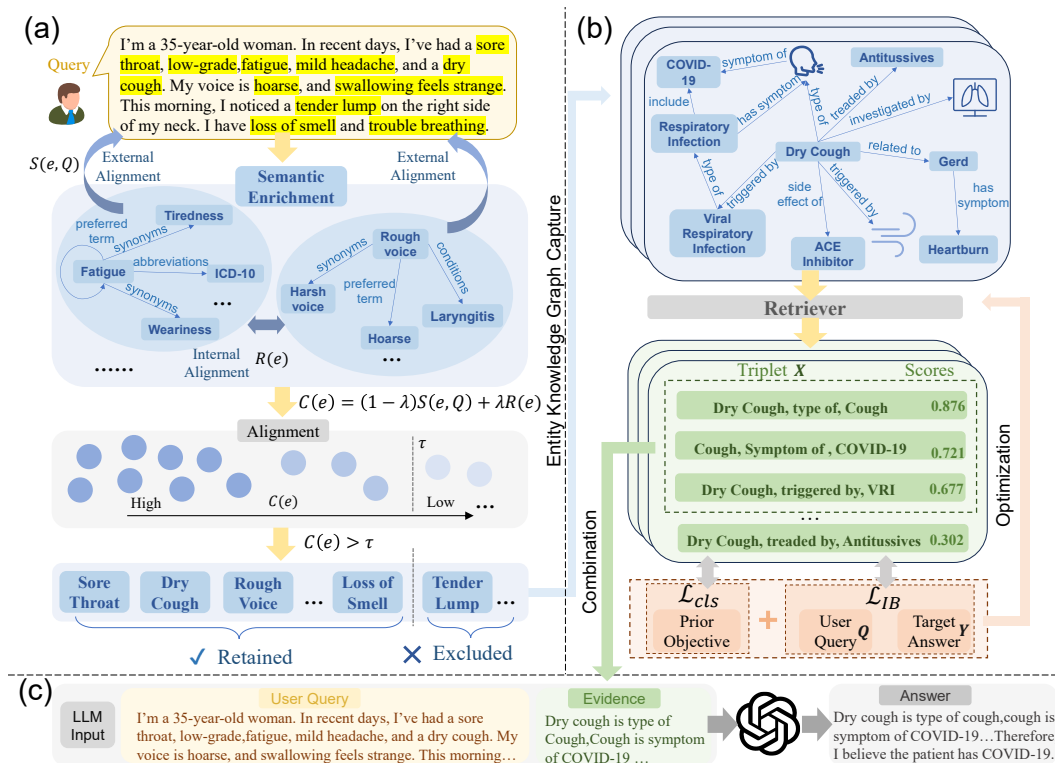 (a)
Query
I'm a 35-year-old woman. In recent days, I've had a sore
throat, low-grade,fatigue, mild headache, and a dry
cough. My voice is hoarse, and swallowing feels strange.
This morning, I noticed a tender lump on the right side
of my neck. I have loss of smell and trouble breathing.
S(e, Q)
External
Alignment
Semantic
Enrichment
External
Alignment
Tiredness
preferred
term
synonyms
Fatigue
abbreviations
ICD-10
...
synonyms
Weariness
Rough
voice
synonyms
conditions
Harsh
voice
preferred
term
Laryngitis
Hoarse
...
Internal
Alignment
R(e)
......
C(e) = (1 − λ)S(e, Q) + λR(e)
Alignment
τ
High
C(e)
Low
...
C(e) > τ
Sore
Throat
Dry
Cough
Rough
Voice
...
Loss of
Smell
Tender
Lump
...
✓ Retained
✕ Excluded
Entity Knowledge Graph Capture
(b)
COVID-
19
symptom of
Antitussives
include
has symptom
type of
treaded by
investigated by
Respiratory
Infection
Dry Cough
related to
Gerd
type of
triggered by
side
effect of
triggered by
has
symptom
Viral
Respiratory
Infection
ACE
Inhibitor
Heartburn
Retriever
Triplet X
Scores
Dry Cough, type of, Cough 0.876
Cough, Symptom of , COVID-19 0.721
Dry Cough, triggered by, VRI 0.677
...
Dry Cough, treaded by, Antitussives 0.302
Combination
Optimization
ℒcls
Prior
Objective
+
ℒIB
User
Query Q
Target
Answer Y
(c)
LLM
Input
User Query
I'm a 35-year-old woman. In recent days, I've had a sore
throat, low-grade,fatigue, mild headache, and a dry cough. My
voice is hoarse, and swallowing feels strange. This morning…
Evidence
Dry cough is type of
Cough,Cough is symptom
of COVID-19 …
Answer
Dry cough is type of cough,cough is
symptom of COVID-19…Therefore
I believe the patient has COVID-19.